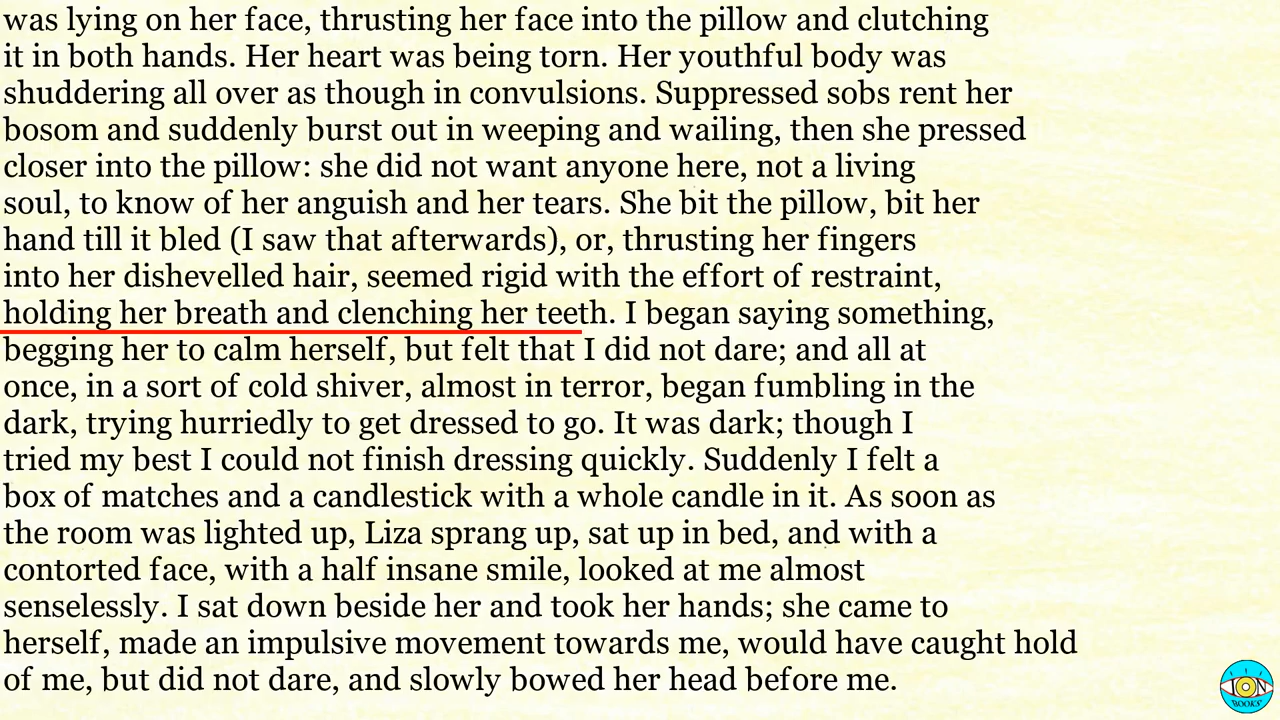 was lying on her face, thrusting her face into the pillow and clutching
it in both hands. Her heart was being torn. Her youthful body was
shuddering all over as though in convulsions. Suppressed sobs rent her
bosom and suddenly burst out in weeping and wailing, then she pressed
closer into the pillow: she did not want anyone here, not a living
soul, to know of her anguish and her tears. She bit the pillow, bit her
hand till it bled (I saw that afterwards), or, thrusting her fingers
into her dishevelled hair, seemed rigid with the effort of restraint,
holding her breath and clenching her teeth. I began saying something,
begging her to calm herself, but felt that I did not dare; and all at
once, in a sort of cold shiver, almost in terror, began fumbling in the
dark, trying hurriedly to get dressed to go. It was dark; though I
tried my best I could not finish dressing quickly. Suddenly I felt a
box of matches and a candlestick with a whole candle in it. As soon as
the room was lighted up, Liza sprang up, sat up in bed, and with a
contorted face, with a half insane smile, looked at me almost
senselessly. I sat down beside her and took her hands; she came to
herself, made an impulsive movement towards me, would have caught hold
of me, but did not dare, and slowly bowed her head before me.
ION
BOOKS